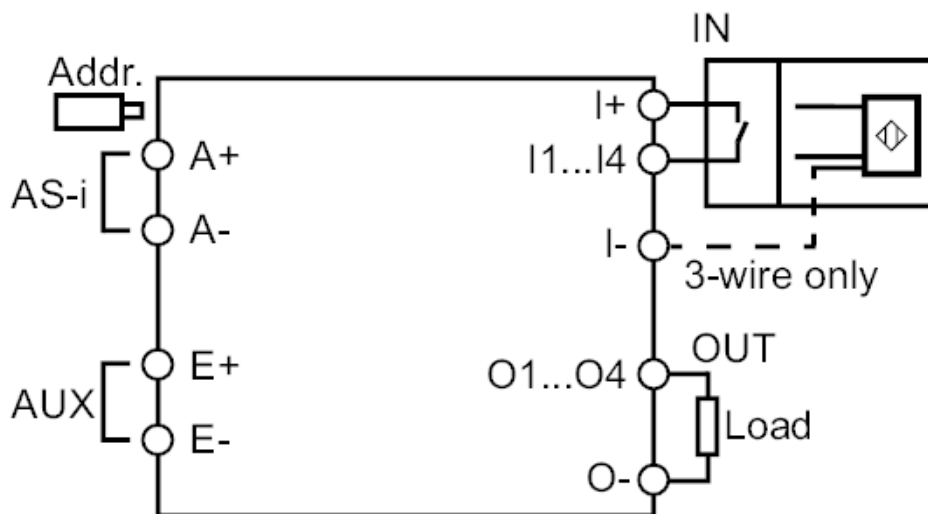 IN
Addr.
I+
A+
I1...I4
AS-i
A-
I-
3-wire only
OUT
E+
O1...O4
AUX
Load
E-
O-